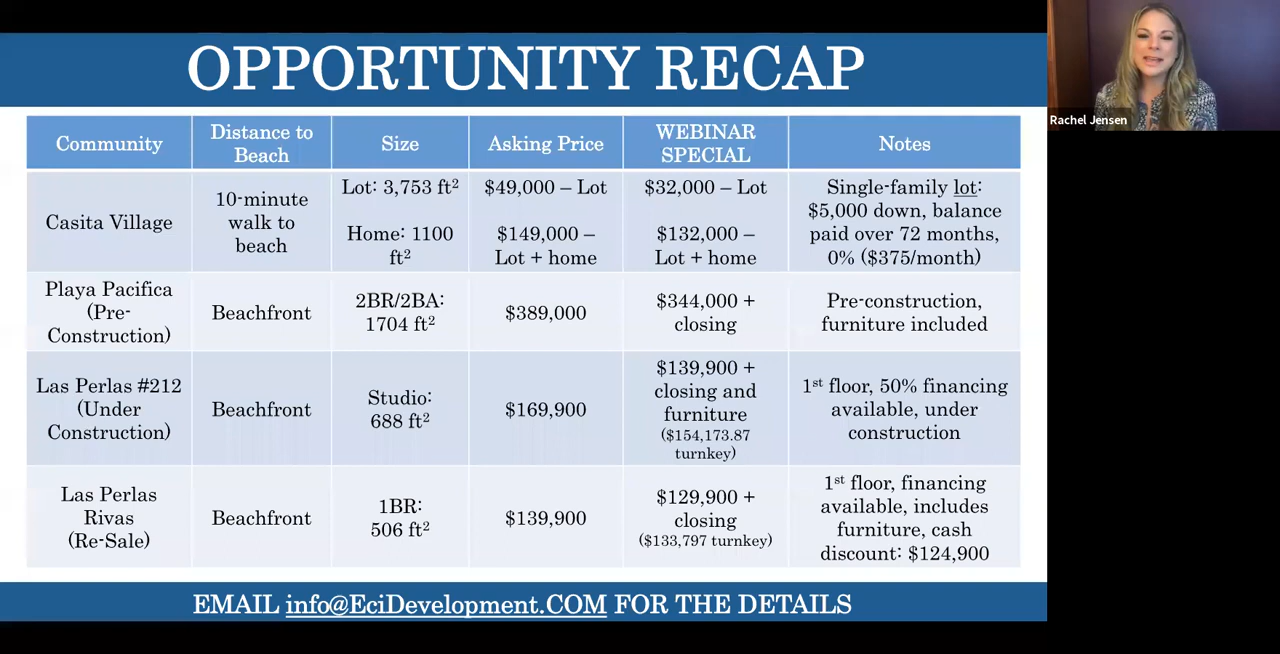 OPPORTUNITY RECAP
Rachel Jensen
Community
Distance to
Beach
Size
Asking Price
WEBINAR
SPECIAL
Notes
Casita Village
10-minute
walk to
beach
Lot: 3,753 ft²
Home: 1100
ft²
$49,000 – Lot
$149,000 –
Lot + home
$32,000 – Lot
$132,000 –
Lot + home
Single-family lot:
$5,000 down, balance
paid over 72 months,
0% ($375/month)
Playa Pacifica
(Pre-
Construction)
Beachfront
2BR/2BA:
1704 ft²
$389,000
$344,000 +
closing
Pre-construction,
furniture included
Las Perlas #212
(Under
Construction)
Beachfront
Studio:
688 ft²
$169,900
$139,900 +
closing and
furniture
($154,173.87
turnkey)
1st floor, 50% financing
available, under
construction
Las Perlas
Rivas
(Re-Sale)
Beachfront
1BR:
506 ft²
$139,900
$129,900 +
closing
($133,797 turnkey)
1st floor, financing
available, includes
furniture, cash
discount: $124,900
EMAIL info@EciDevelopment.COM FOR THE DETAILS